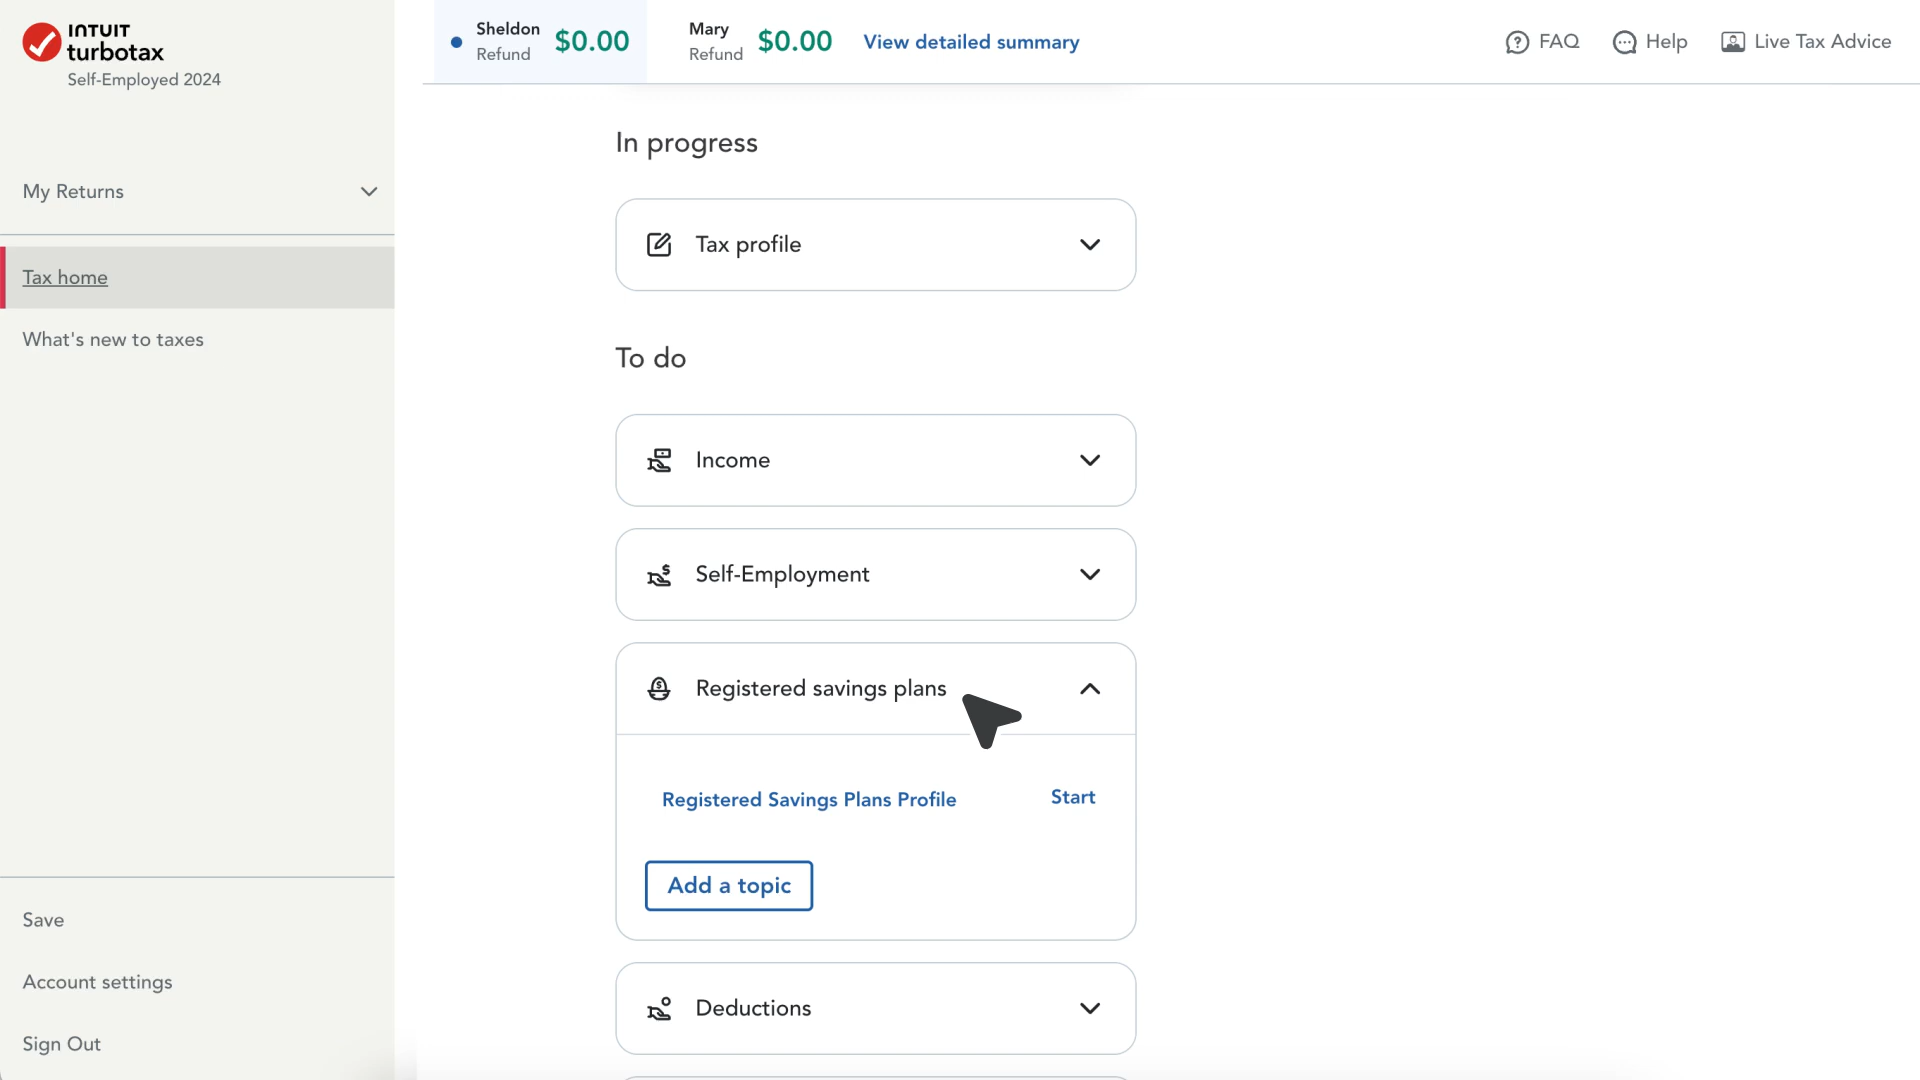 INTUIT
turbotax
Self-Employed 2024
My Returns
Tax home
What's new to taxes
Save
Account settings
Sign Out
Sheldon
Refund
$0.00
Mary
Refund
$0.00
View detailed summary
FAQ
Help
Live Tax Advice
In progress
Tax profile
To do
Income
Self-Employment
Registered savings plans
Registered Savings Plans Profile
Start
Add a topic
Deductions